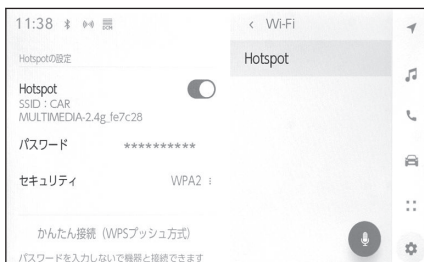 11:38
Wi-Fi
Hotspotの設定
Hotspot
Hotspot
SSID：CAR
MULTIMEDIA-2.4g_fe7c28
パスワード **********
セキュリティ WPA2
かんたん接続（WPSプッシュ方式）
パスワードを入力しないで機器と接続できます